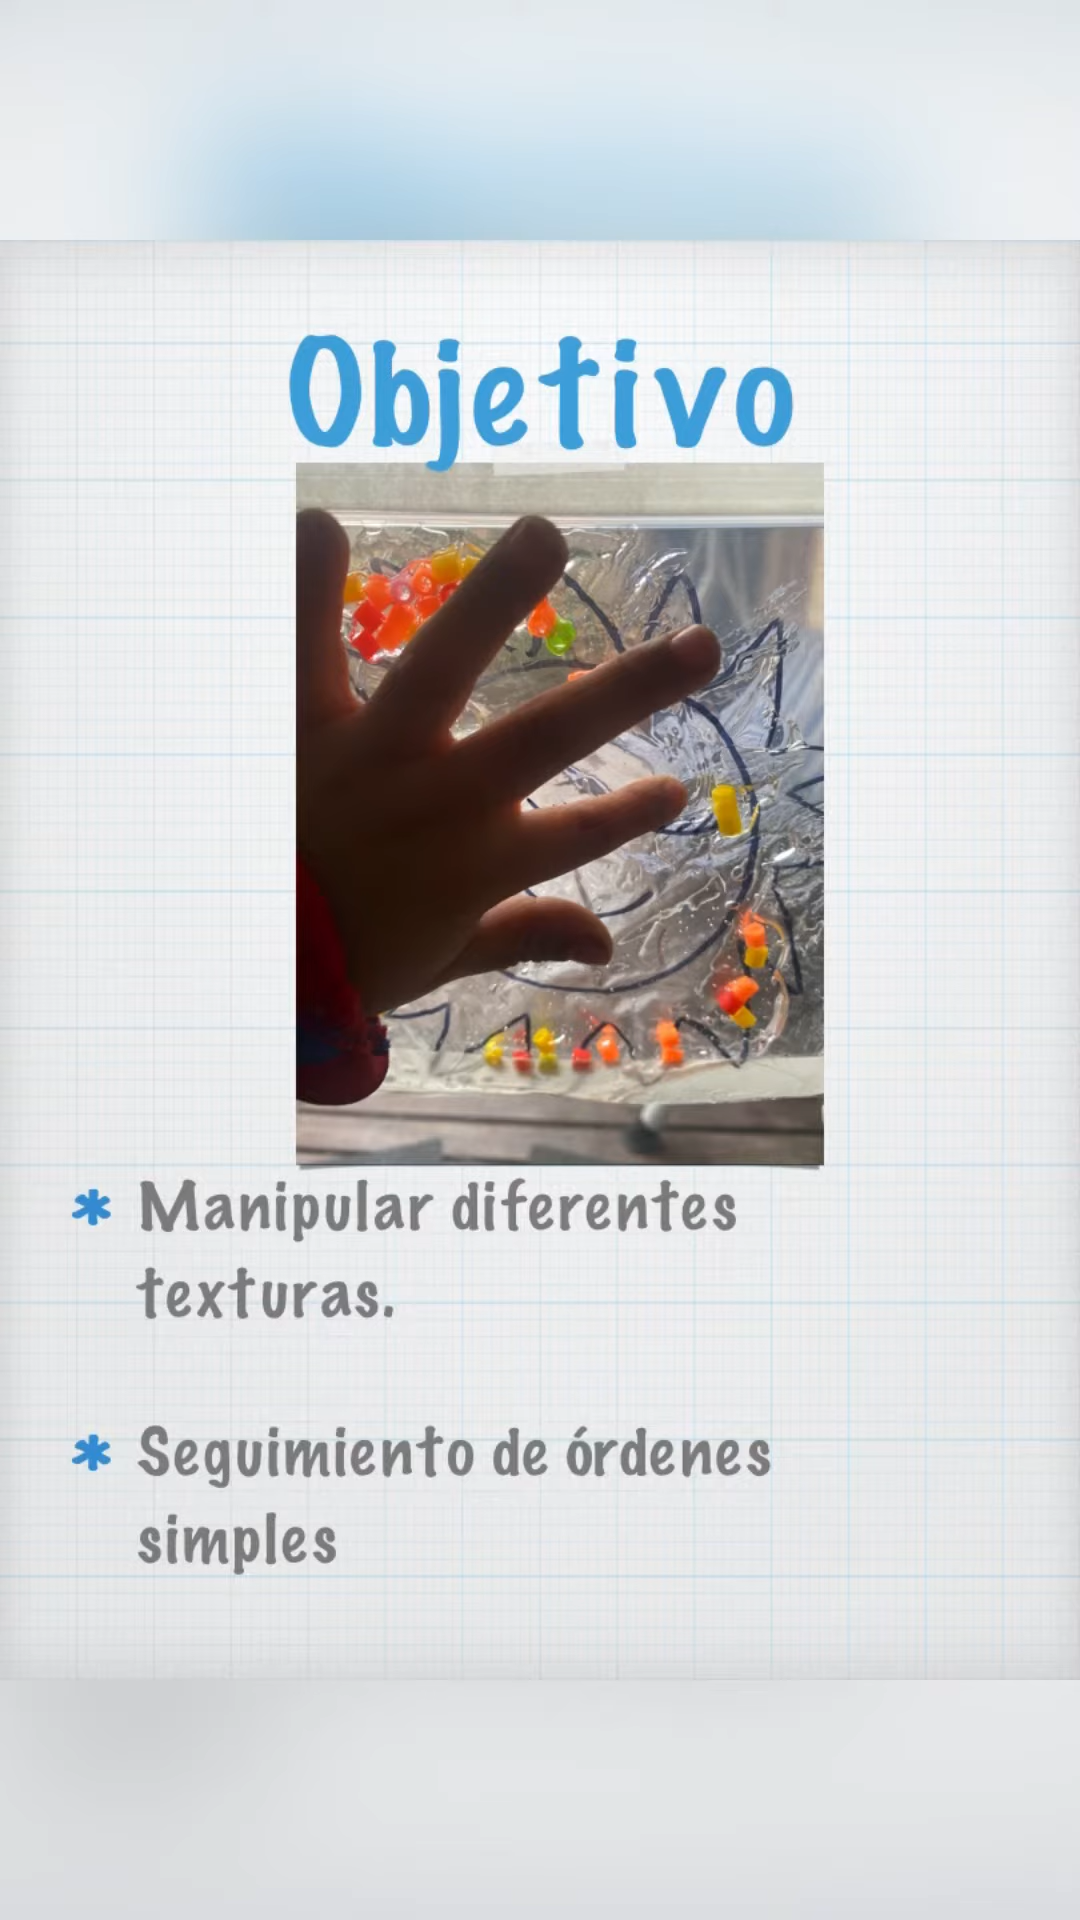 Objetivo
* Manipular diferentes
texturas.
* Seguimiento de órdenes
simples